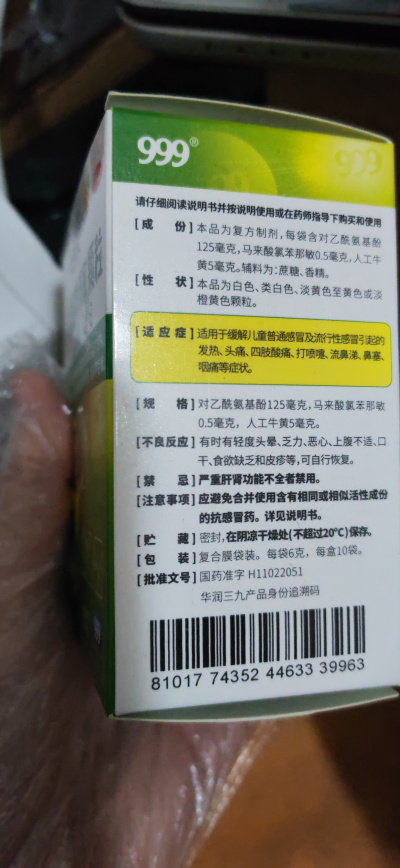 999®
999
请仔细阅读说明书并按说明使用或在药师指导下购买和使用
[成 份] 本品为复方制剂，每袋含对乙酰氨基酚
125毫克，马来酸氯苯那敏0.5毫克，人工牛
黄5毫克。辅料为：蔗糖、香精。
[性 状] 本品为白色、类白色、淡黄色至黄色或淡
橙黄色颗粒。
[适应症] 适用于缓解儿童普通感冒及流行性感冒引起的
发热、头痛、四肢酸痛、打喷嚏、流鼻涕、鼻塞、
咽痛等症状。
[规 格] 对乙酰氨基酚125毫克，马来酸氯苯那敏
0.5毫克，人工牛黄5毫克。
[不良反应] 有时有轻度头晕、乏力、恶心、上腹不适、口
干、食欲缺乏和皮疹等，可自行恢复。
[禁 忌] 严重肝肾功能不全者禁用。
[注意事项] 应避免合并使用含有相同或相似活性成份
的抗感冒药。详见说明书。
[贮 藏] 密封，在阴凉干燥处(不超过20℃)保存。
[包 装] 复合膜袋装。每袋6克，每盒10袋。
[批准文号] 国药准字 H11022051
华润三九产品身份追溯码
81017 74352 44633 39963